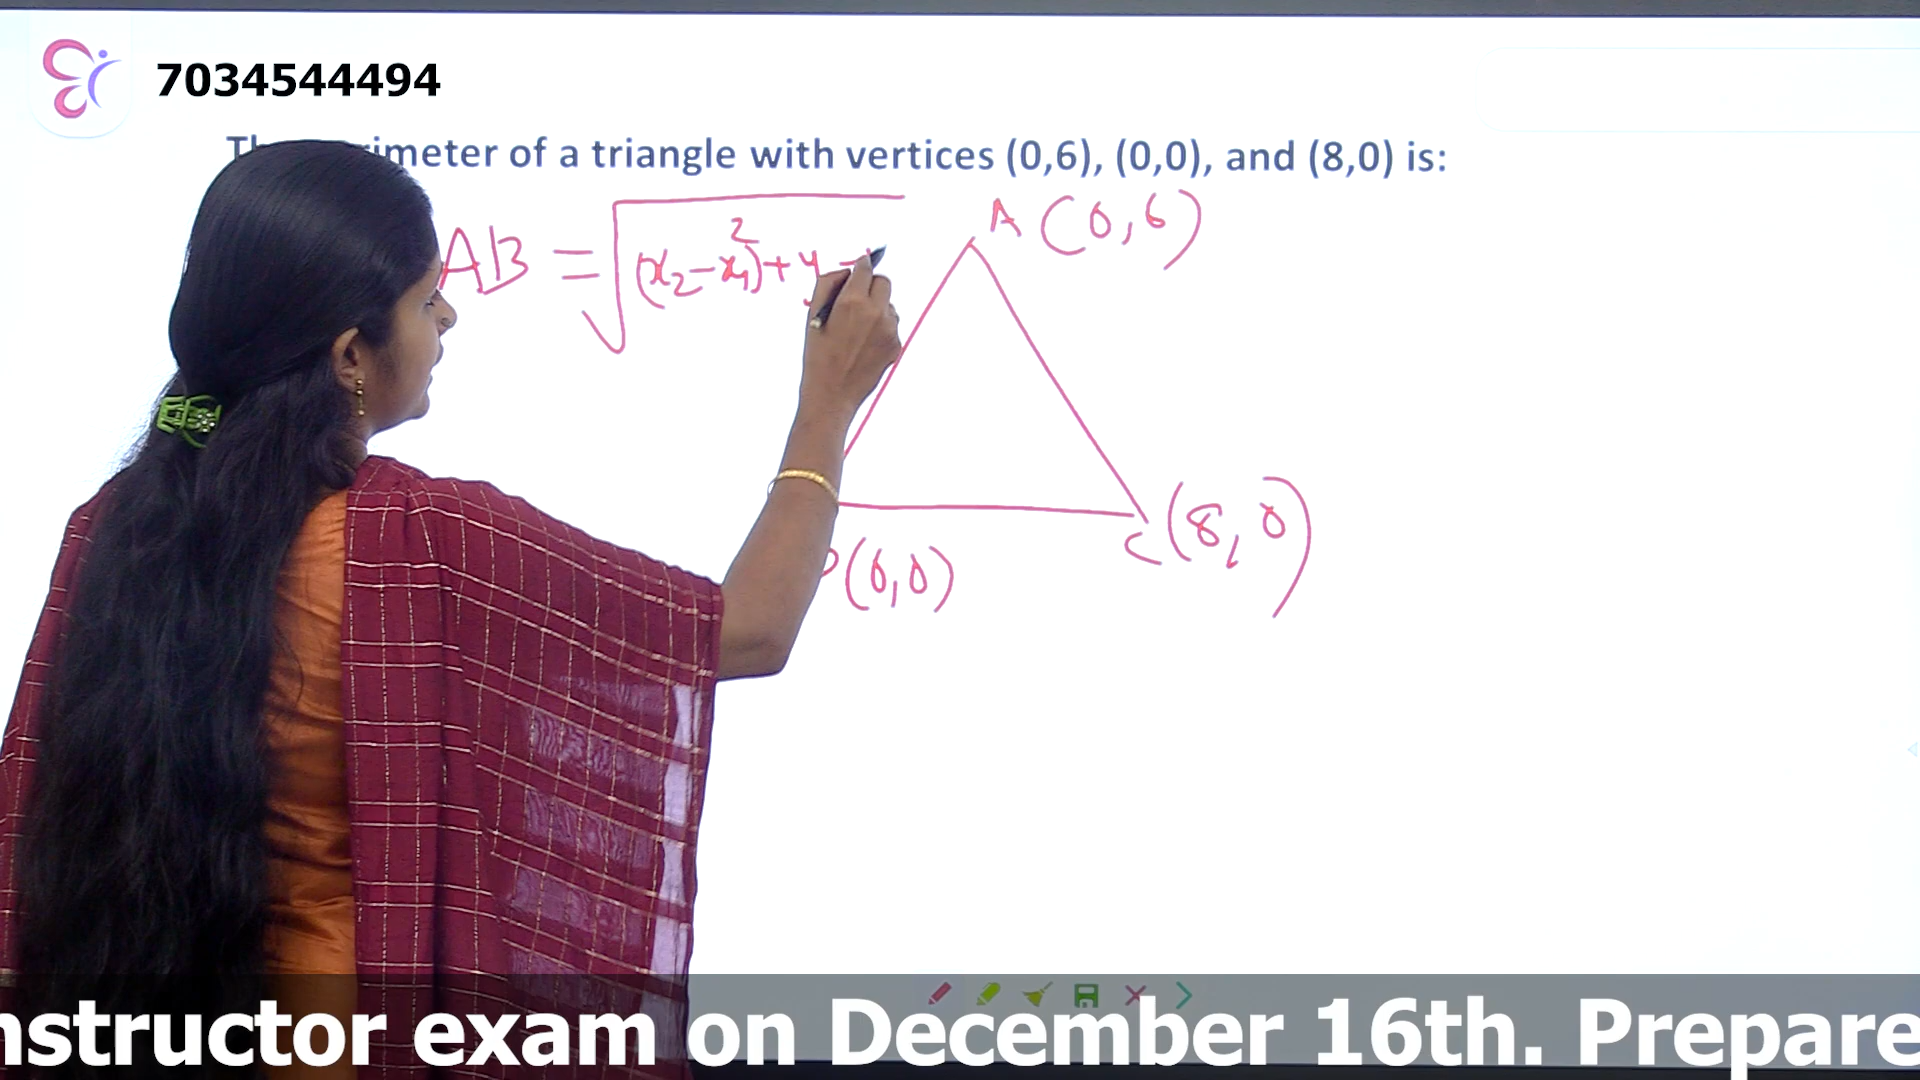 7034544494
meter of a triangle with vertices (0,6), (0,0), and (8,0) is:
AB = √(x₂-x₁)²+y
A (0,6)
(0,0)
C (8,0)
nstructor exam on December 16th. Prepare